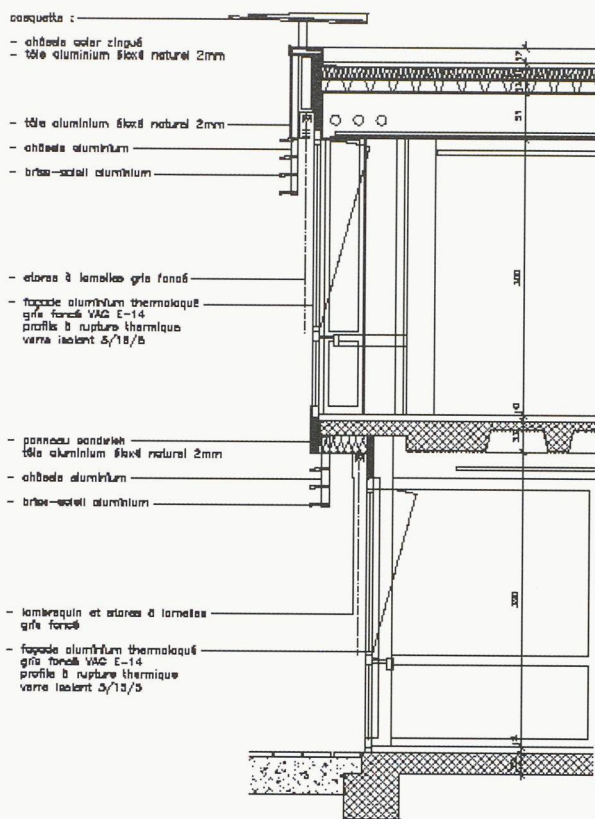 casquette :
- châssis acier zingué
- tôle aluminium éloxé naturel 2mm
- tôle aluminium éloxé naturel 2mm
- châssis aluminium
- brise-soleil aluminium
- stores à lamelles gris foncé
- façade aluminium thermolaqué
gris foncé VAC E-14
profils à rupture thermique
verre isolant 5/15/5
- panneau sandwich
tôle aluminium éloxé naturel 2mm
- châssis aluminium
- brise-soleil aluminium
- lambrequin et stores à lamelles
gris foncé
- façade aluminium thermolaqué
gris foncé VAC E-14
profils à rupture thermique
verre isolant 5/15/5